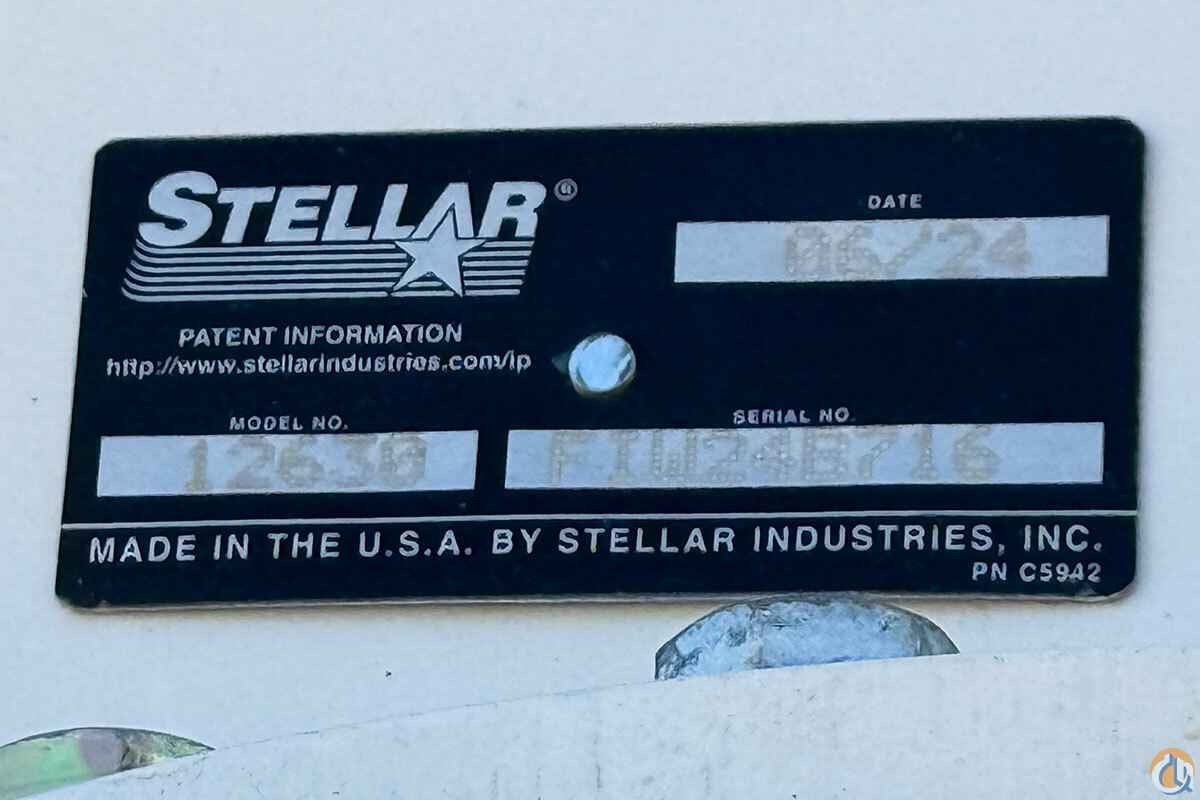 STELLAR®
DATE
06/24
PATENT INFORMATION
http://www.stellarindustries.com/ip
MODEL NO.
12630
SERIAL NO.
FIW24B716
MADE IN THE U.S.A. BY STELLAR INDUSTRIES, INC.
PN C5942